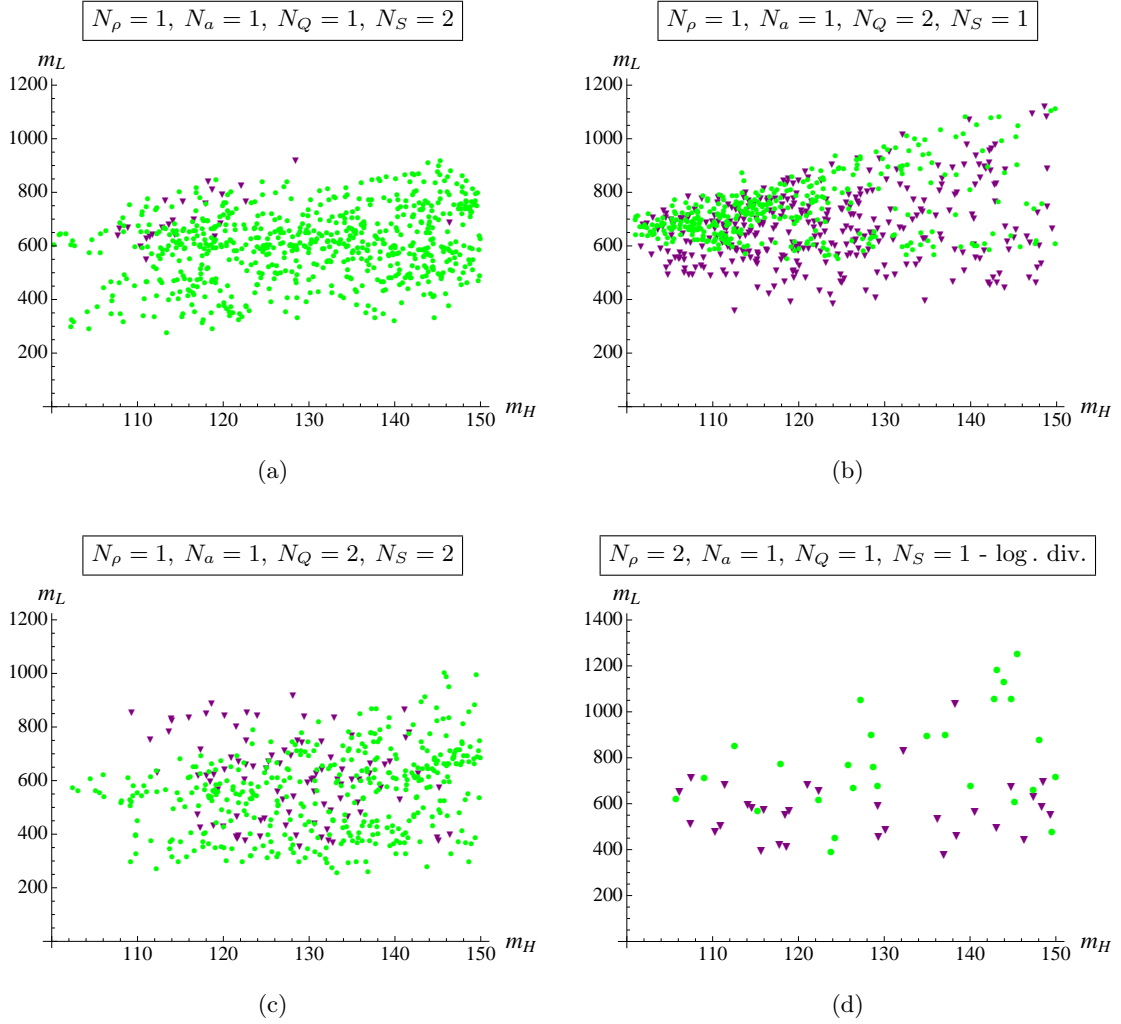 N_ρ = 1, N_a = 1, N_Q = 1, N_S = 2
m_L
1200
1000
800
600
400
200
110 120 130 140 150 m_H
(a)
N_ρ = 1, N_a = 1, N_Q = 2, N_S = 1
m_L
1200
1000
800
600
400
200
110 120 130 140 150 m_H
(b)
N_ρ = 1, N_a = 1, N_Q = 2, N_S = 2
m_L
1200
1000
800
600
400
200
110 120 130 140 150 m_H
(c)
N_ρ = 2, N_a = 1, N_Q = 1, N_S = 1 - log. div.
m_L
1400
1200
1000
800
600
400
200
110 120 130 140 150 m_H
(d)